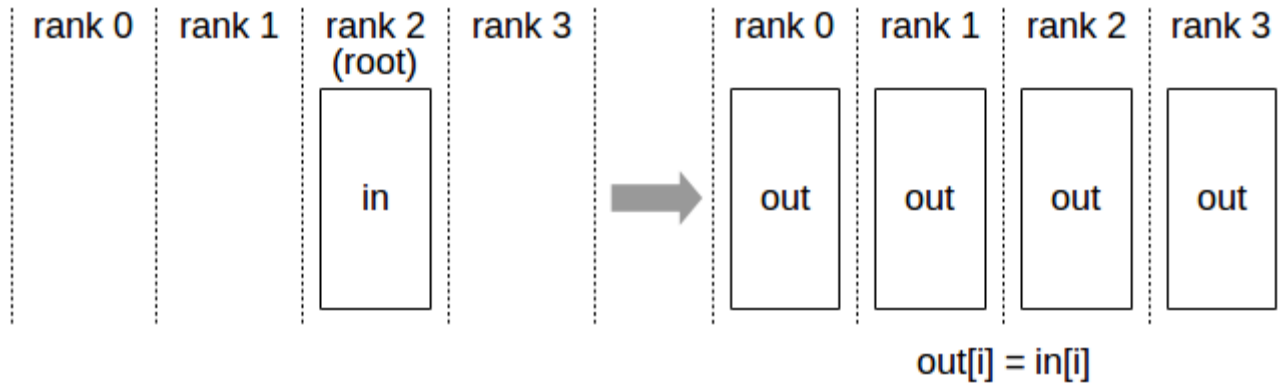 rank 0 rank 1 rank 2 rank 3 rank 0 rank 1 rank 2 rank 3
(root)
in out out out out
out[i] = in[i]